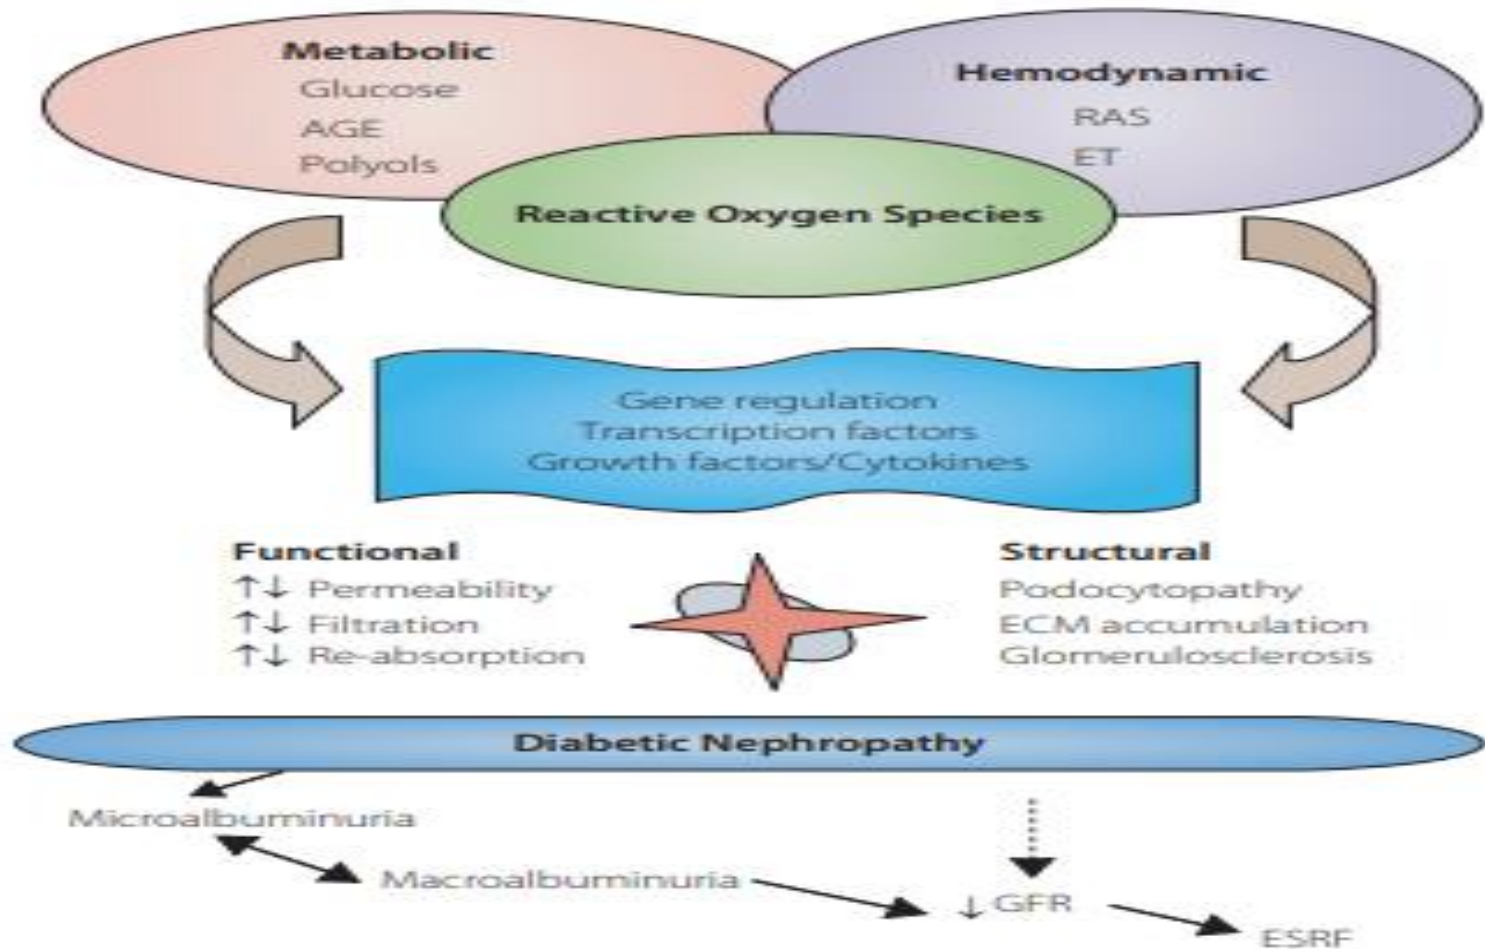 Metabolic
Glucose
AGE
Polyols
Hemodynamic
RAS
ET
Reactive Oxygen Species
Gene regulation
Transcription factors
Growth factors/Cytokines
Functional
↑↓ Permeability
↑↓ Filtration
↑↓ Re-absorption
Structural
Podocytopathy
ECM accumulation
Glomerulosclerosis
Diabetic Nephropathy
Microalbuminuria
Macroalbuminuria
↓ GFR
ESRF